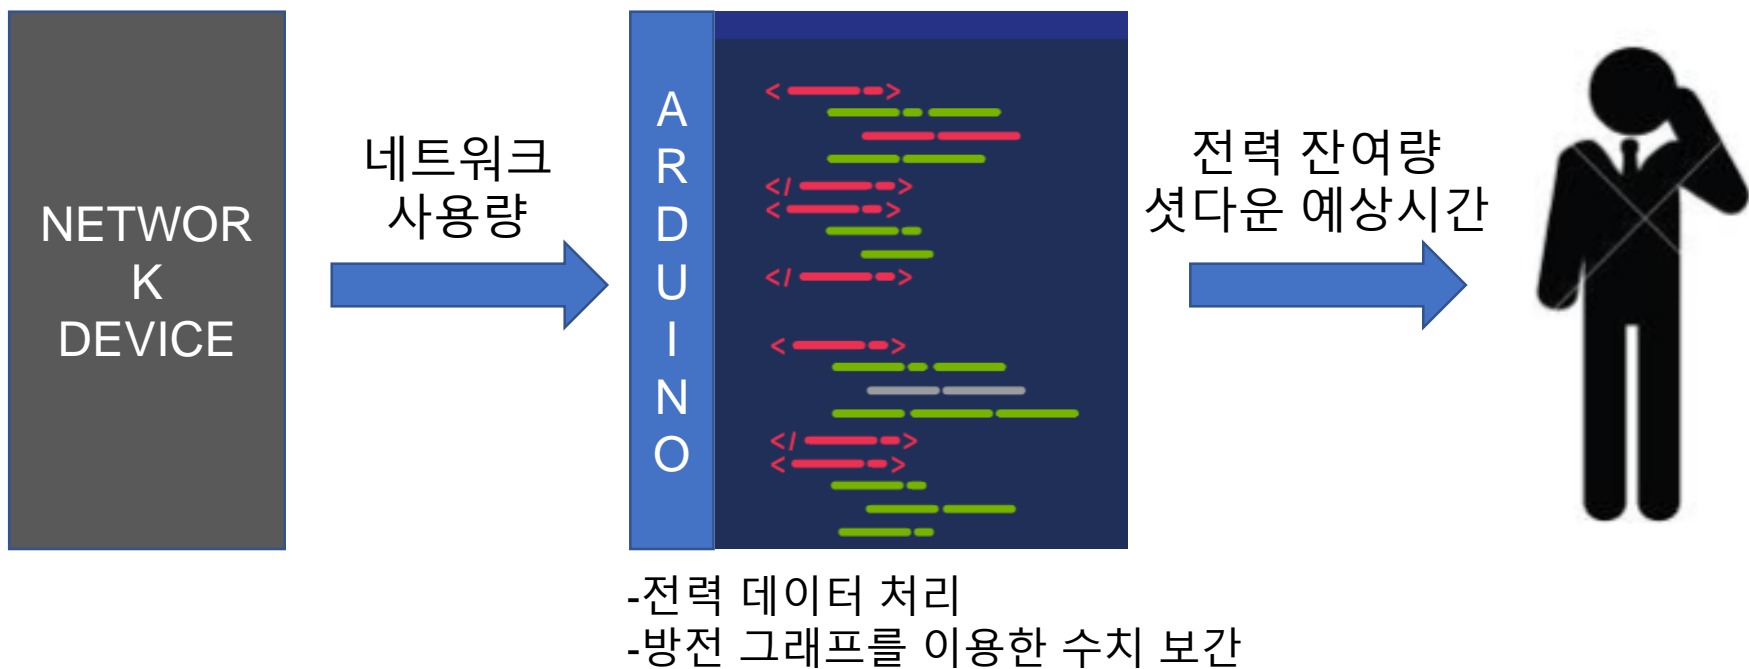 NETWOR
K
DEVICE
네트워크
사용량
A
R
D
U
I
N
O
전력 잔여량
셧다운 예상시간
-전력 데이터 처리
-방전 그래프를 이용한 수치 보간